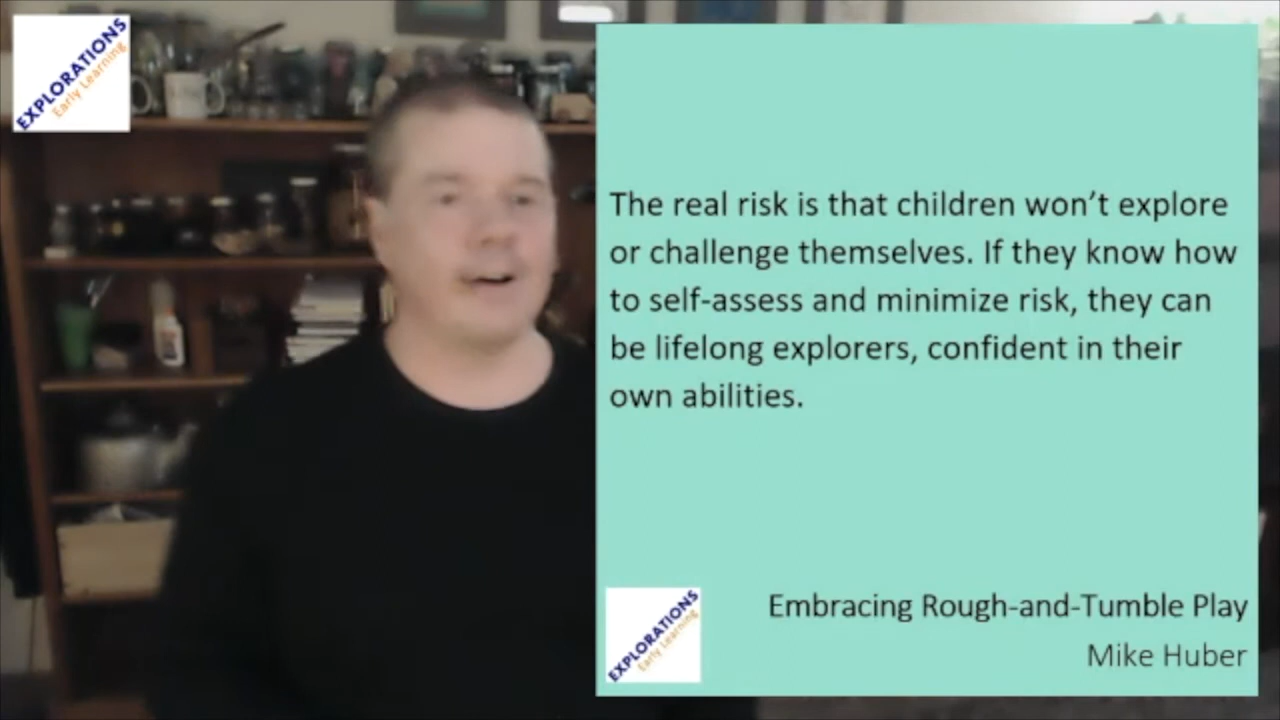 EXPLORATIONS
Early Learning
The real risk is that children won’t explore
or challenge themselves. If they know how
to self-assess and minimize risk, they can
be lifelong explorers, confident in their
own abilities.
EXPLORATIONS
Early Learning
Embracing Rough-and-Tumble Play
Mike Huber